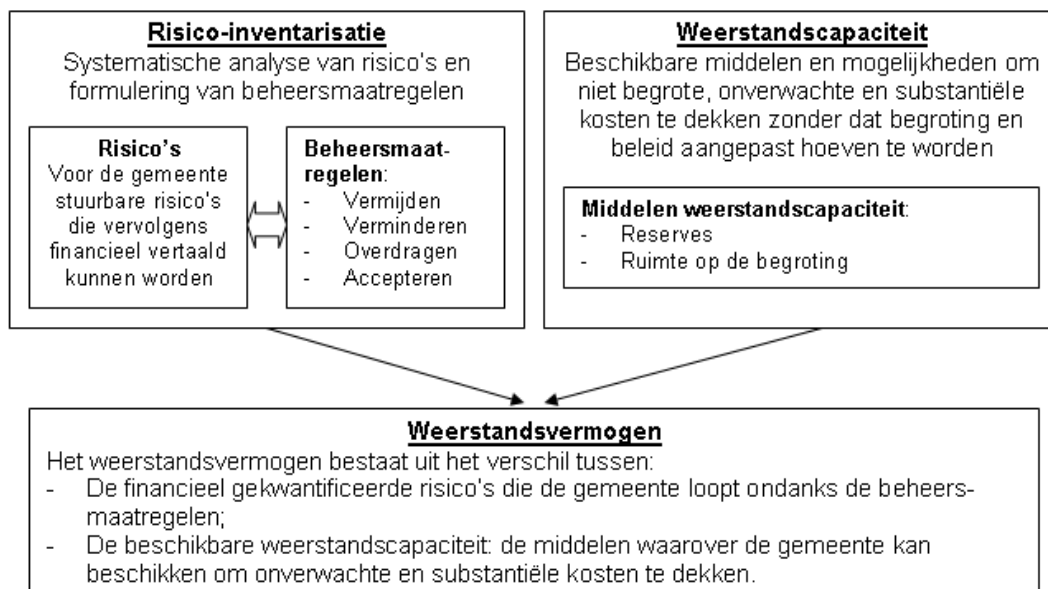 Risico-inventarisatie
Systematische analyse van risico's en
formulering van beheersmaatregelen
Risico's
Voor de gemeente
stuurbare risico's
die vervolgens
financieel vertaald
kunnen worden
Beheersmaat-
regelen:
- Vermijden
- Verminderen
- Overdragen
- Accepteren
Weerstandscapaciteit
Beschikbare middelen en mogelijkheden om
niet begrote, onverwachte en substantiële
kosten te dekken zonder dat begroting en
beleid aangepast hoeven te worden
Middelen weerstandscapaciteit:
- Reserves
- Ruimte op de begroting
Weerstandsvermogen
Het weerstandsvermogen bestaat uit het verschil tussen:
- De financieel gekwantificeerde risico's die de gemeente loopt ondanks de beheers-
maatregelen;
- De beschikbare weerstandscapaciteit: de middelen waarover de gemeente kan
beschikken om onverwachte en substantiële kosten te dekken.